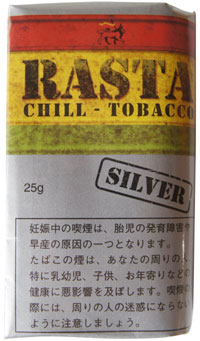 RASTA
CHILL - TOBACCO
25g
SILVER
妊娠中の喫煙は、胎児の発育障害や
早産の原因の一つとなります。
たばこの煙は、あなたの周りの人、
特に乳幼児、子供、お年寄りなどの
健康に悪影響を及ぼします。喫煙の
際には、周りの人の迷惑にならない
ように注意しましょう。